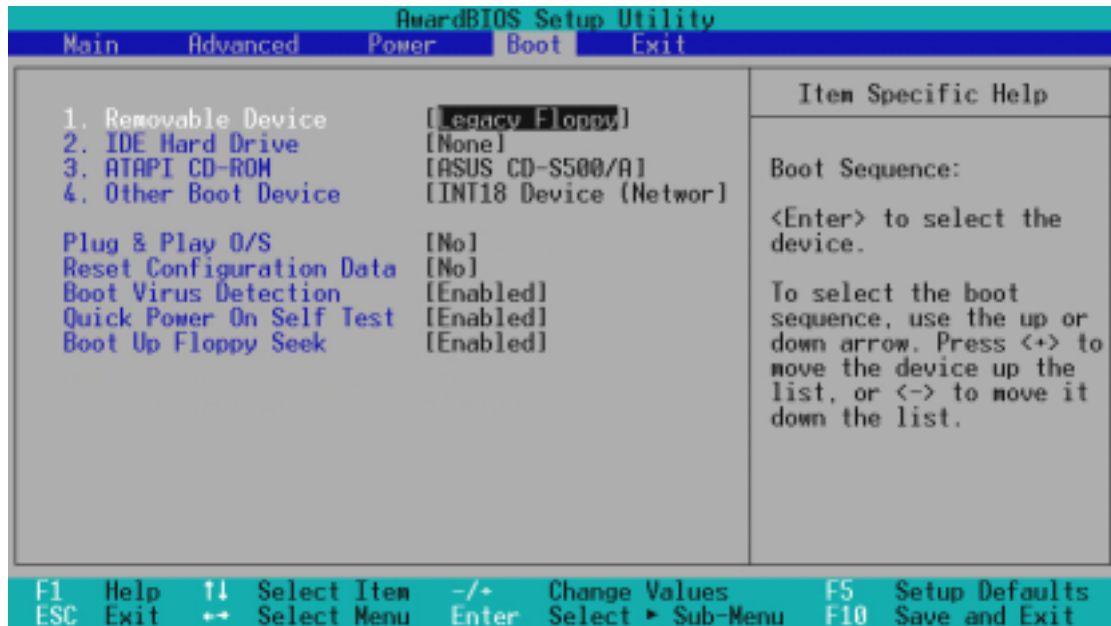 AwardBIOS Setup Utility
Main Advanced Power Boot Exit
1. Removable Device [Legacy Floppy]
2. IDE Hard Drive [None]
3. ATAPI CD-ROM [ASUS CD-S500/A]
4. Other Boot Device [INT18 Device (Networ]
Plug & Play O/S [No]
Reset Configuration Data [No]
Boot Virus Detection [Enabled]
Quick Power On Self Test [Enabled]
Boot Up Floppy Seek [Enabled]
Item Specific Help
Boot Sequence:
<Enter> to select the
device.
To select the boot
sequence, use the up or
down arrow. Press <+> to
move the device up the
list, or <-> to move it
down the list.
F1 Help ↑↓ Select Item -/+ Change Values F5 Setup Defaults
ESC Exit ←→ Select Menu Enter Select ► Sub-Menu F10 Save and Exit